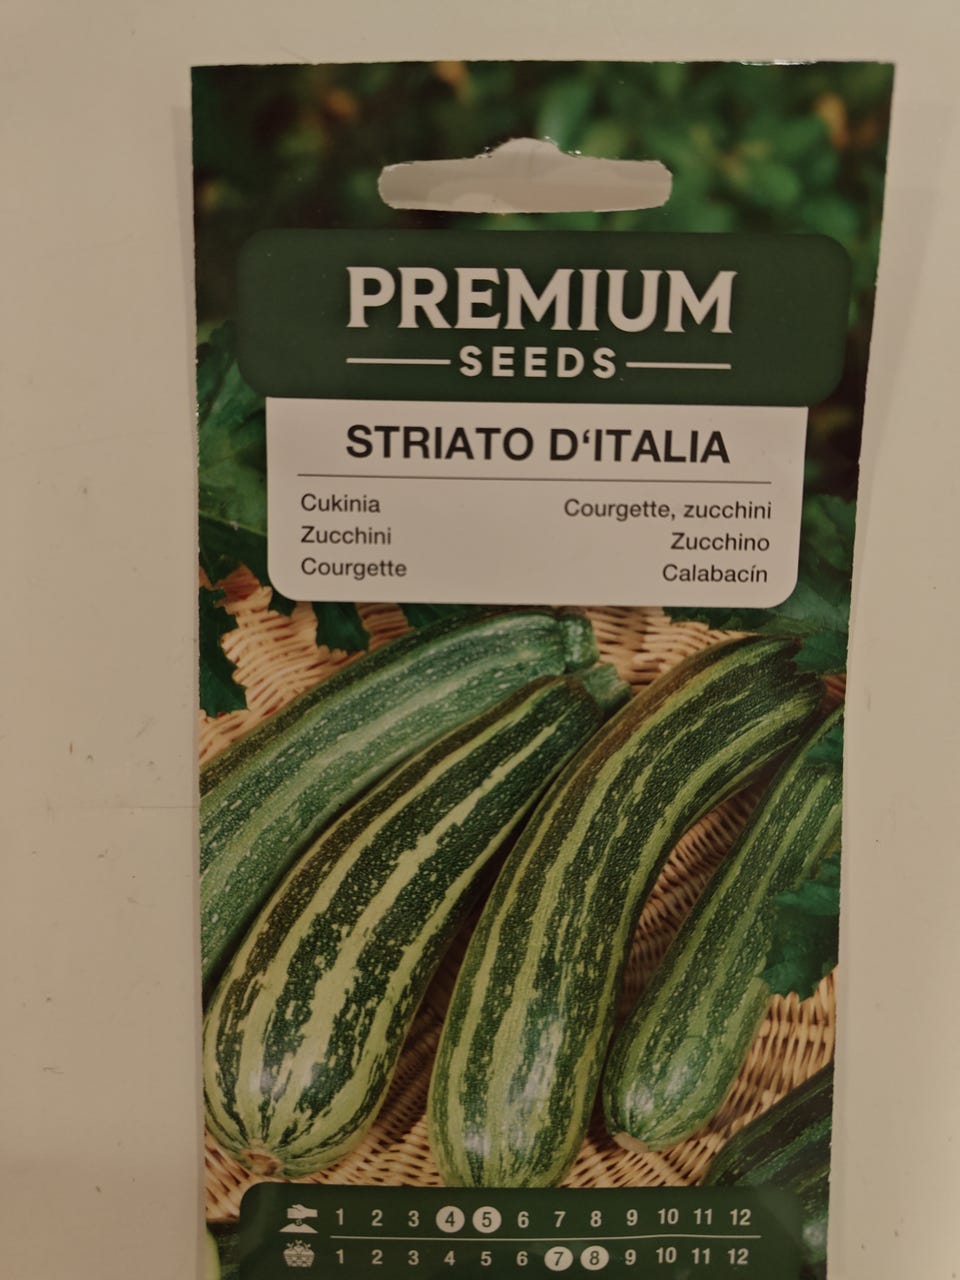 PREMIUM
SEEDS
STRIATO D‘ITALIA
Cukinia
Zucchini
Courgette
Courgette, zucchini
Zucchino
Calabacín
1 2 3 4 5 6 7 8 9 10 11 12
1 2 3 4 5 6 7 8 9 10 11 12